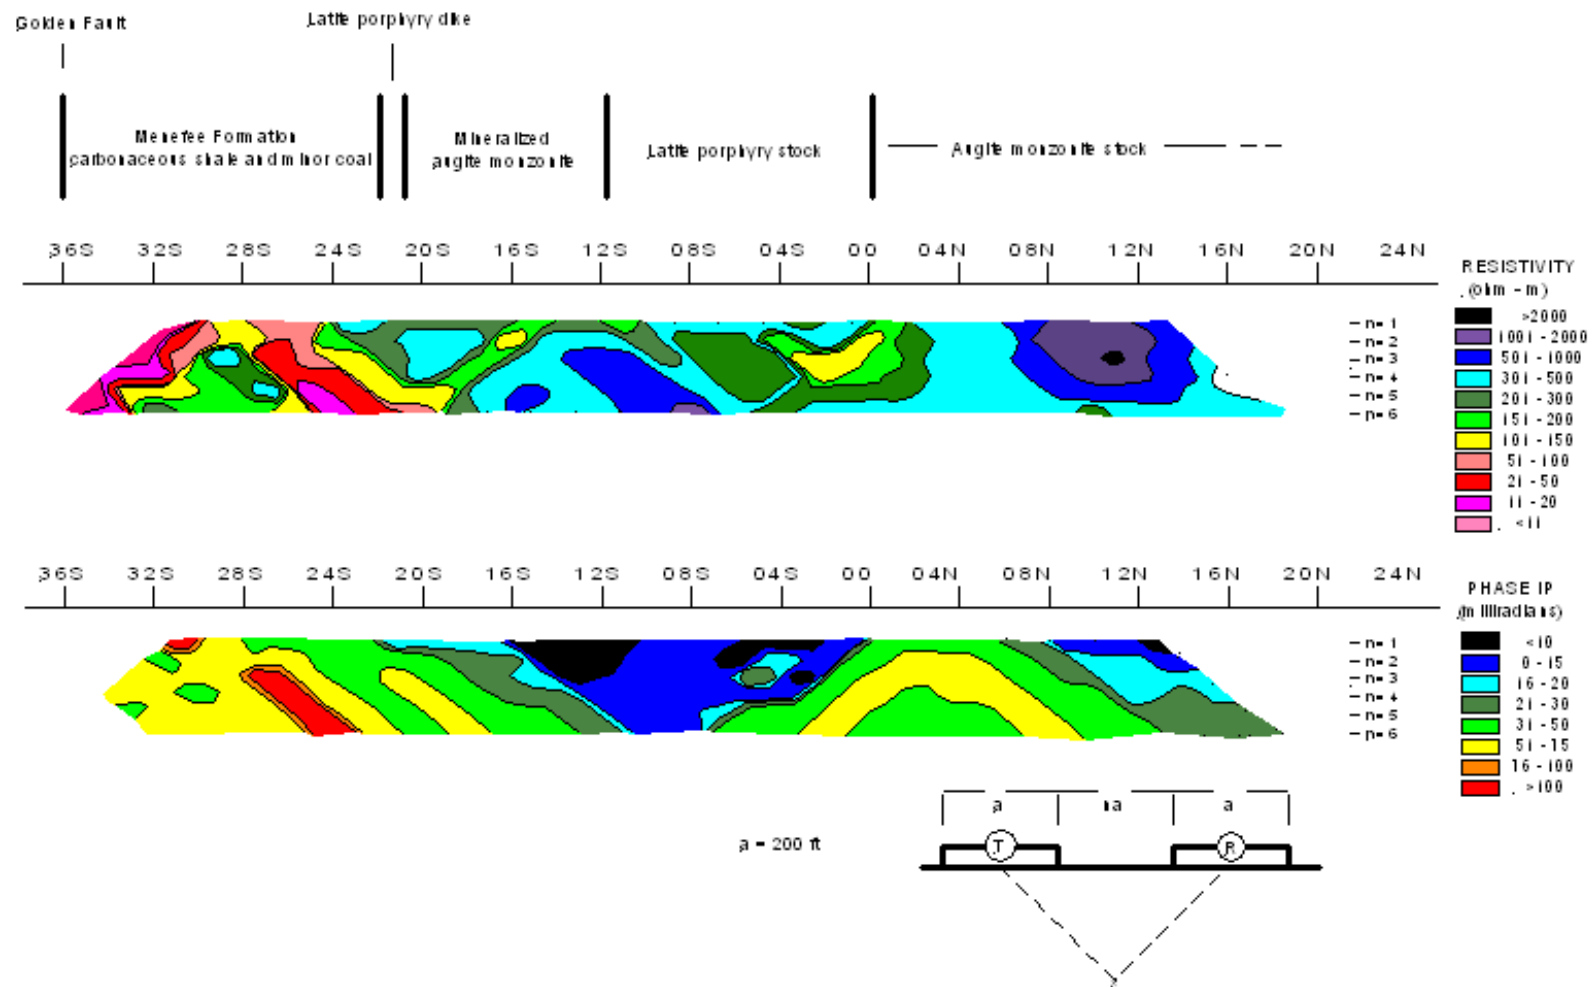 Golden Fault
Latite porphyry dike
Menefee Formation
carbonaceous shale and minor coal
Mineralized
augite monzonite
Latite porphyry stock
Augite monzonite stock
36S 32S 28S 24S 20S 16S 12S 08S 04S 00 04N 08N 12N 16N 20N 24N
RESISTIVITY
(ohm - m)
>2000
1001 - 2000
501 - 1000
301 - 500
201 - 300
151 - 200
101 - 150
51 - 100
21 - 50
11 - 20
<11
n= 1
n= 2
n= 3
n= 4
n= 5
n= 6
36S 32S 28S 24S 20S 16S 12S 08S 04S 00 04N 08N 12N 16N 20N 24N
PHASE IP
(milliradians)
<10
0 - 15
16 - 20
21 - 30
31 - 50
51 - 15
16 - 100
>100
n= 1
n= 2
n= 3
n= 4
n= 5
n= 6
a na a
a = 200 ft
T R